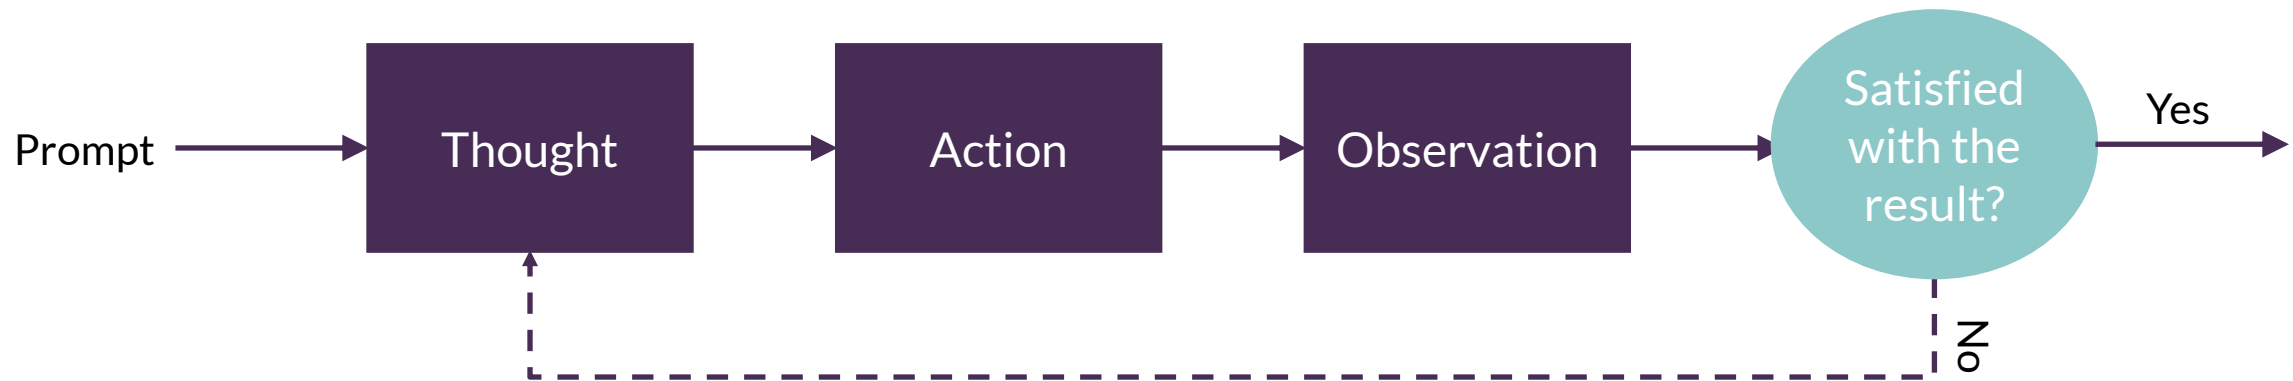 Prompt
Thought
Action
Observation
Satisfied
with the
result?
Yes
No